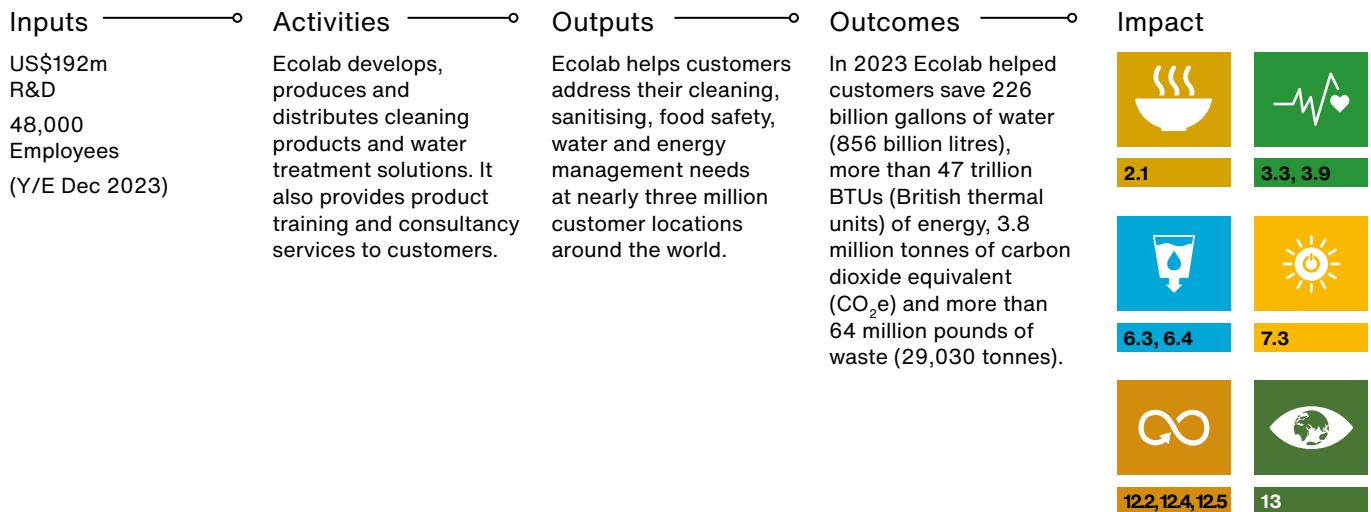 Inputs
US$192m
R&D
48,000
Employees
(Y/E Dec 2023)
Activities
Ecolab develops,
produces and
distributes cleaning
products and water
treatment solutions. It
also provides product
training and consultancy
services to customers.
Outputs
Ecolab helps customers
address their cleaning,
sanitising, food safety,
water and energy
management needs
at nearly three million
customer locations
around the world.
Outcomes
In 2023 Ecolab helped
customers save 226
billion gallons of water
(856 billion litres),
more than 47 trillion
BTUs (British thermal
units) of energy, 3.8
million tonnes of carbon
dioxide equivalent
(CO₂e) and more than
64 million pounds of
waste (29,030 tonnes).
Impact
2.1
3.3, 3.9
6.3, 6.4
7.3
12.2, 12.4, 12.5
13